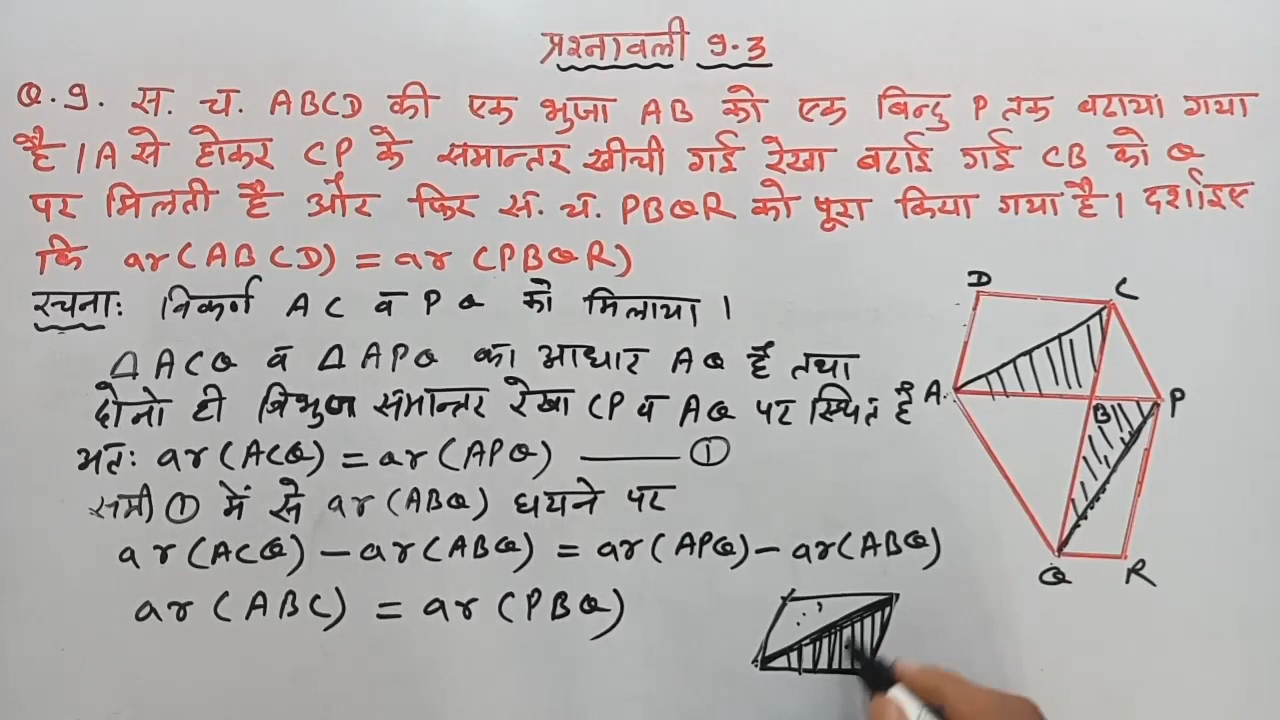 प्रश्नावली 9.3
Q.9. स. च. ABCD की एक भुजा AB को एक बिन्दु P तक बढाया गया
है। A से होकर CP के समान्तर खींची गई रेखा बढाई गई CB को Q
पर मिलती है और फिर स. च. PBQR को पूरा किया गया है। दर्शाइए
कि ar(ABCD) = ar(PBQR)
रचना: विकर्ण AC व PQ को मिलाया।
△ACQ व △APQ का आधार AQ है तथा
दोनो ही त्रिभुज समान्तर रेखा CP व AQ पर स्थित है
अत: ar(ACQ) = ar(APQ) —— ①
समी ① में से ar(ABQ) घटाने पर
ar(ACQ) - ar(ABQ) = ar(APQ) - ar(ABQ)
ar(ABC) = ar(PBQ)
D
C
A
B
P
Q
R